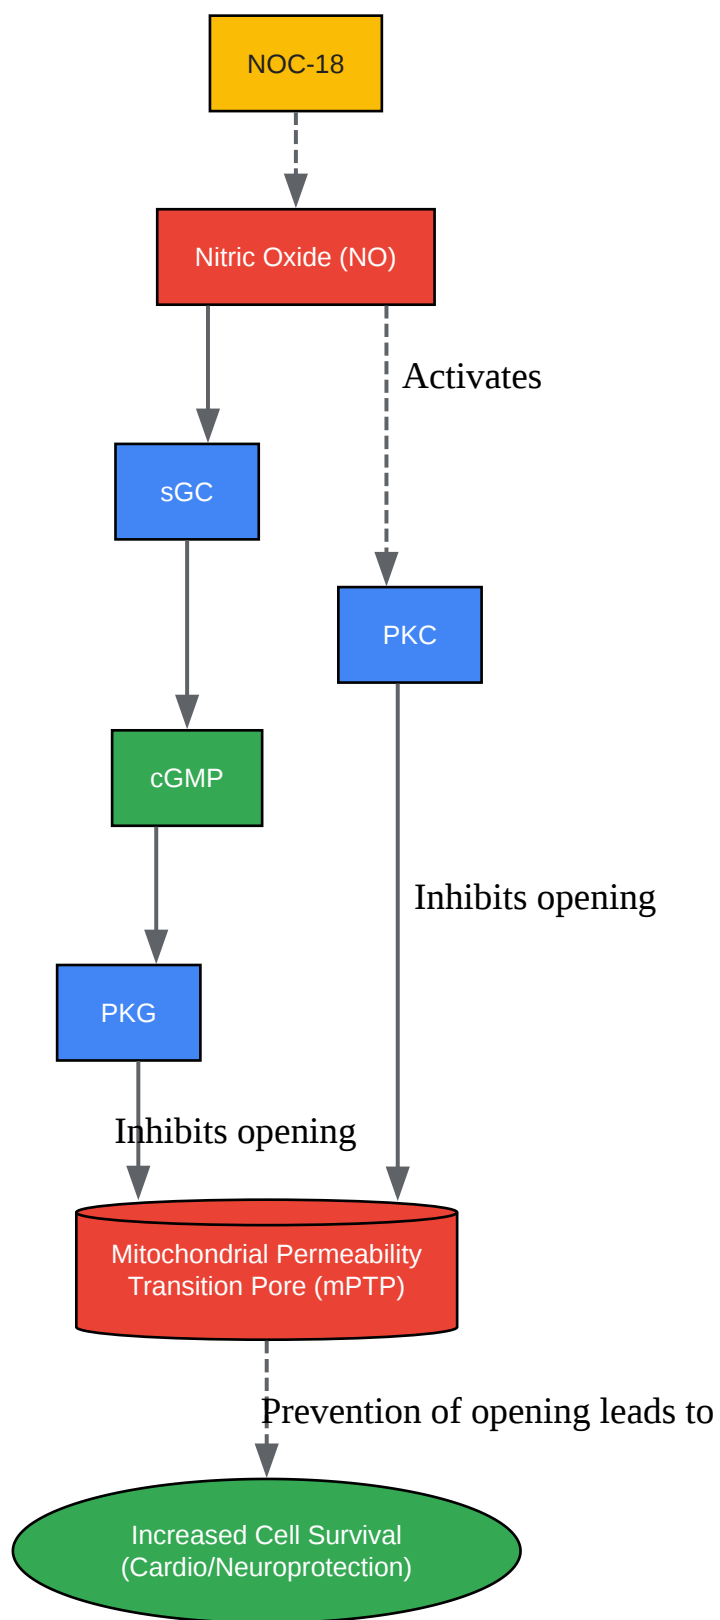 NOC-18
Nitric Oxide (NO)
Activates
sGC
PKC
cGMP
Inhibits opening
PKG
Inhibits opening
Mitochondrial Permeability
Transition Pore (mPTP)
Prevention of opening leads to
Increased Cell Survival
(Cardio/Neuroprotection)